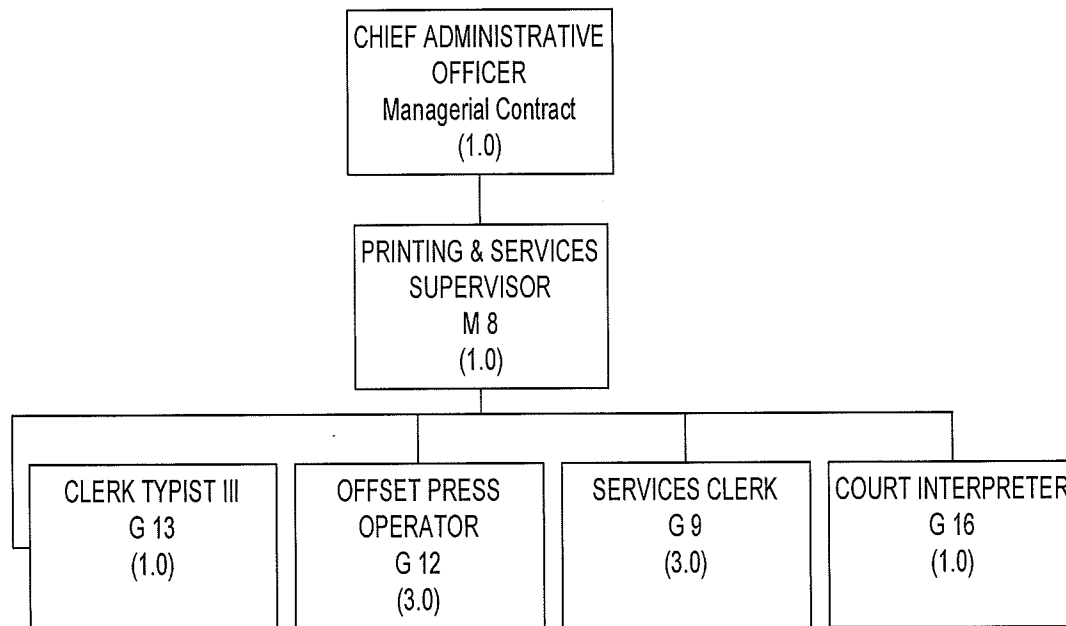 CHIEF ADMINISTRATIVE
OFFICER
Managerial Contract
(1.0)
PRINTING & SERVICES
SUPERVISOR
M 8
(1.0)
CLERK TYPIST III
G 13
(1.0)
OFFSET PRESS
OPERATOR
G 12
(3.0)
SERVICES CLERK
G 9
(3.0)
COURT INTERPRETER
G 16
(1.0)